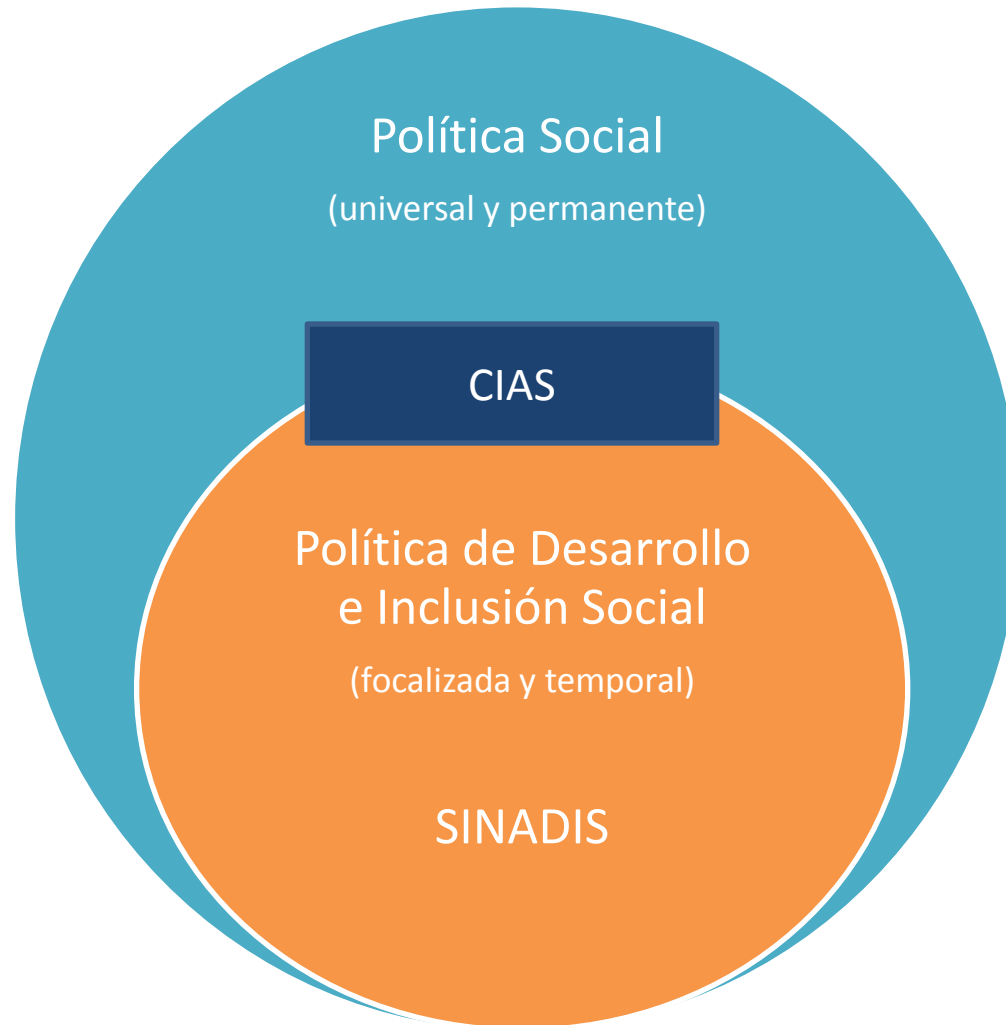 Política Social
(universal y permanente)
CIAS
Política de Desarrollo
e Inclusión Social
(focalizada y temporal)
SINADIS